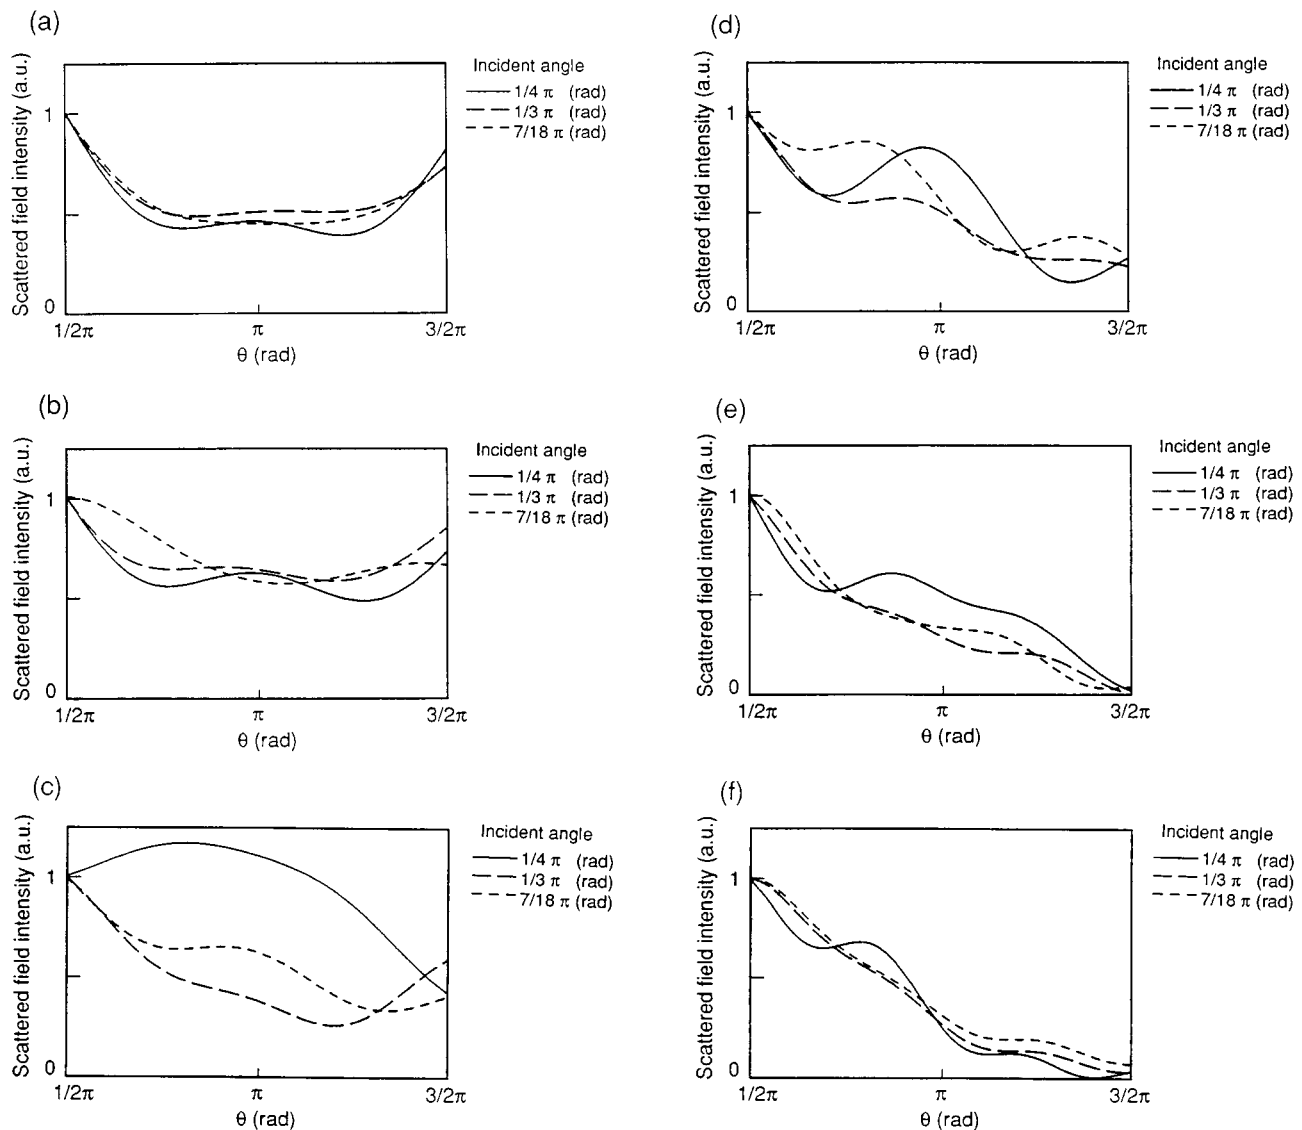 (a)
Scattered field intensity (a.u.)
1
0
1/2π
π
3/2π
θ (rad)
Incident angle
1/4 π (rad)
1/3 π (rad)
7/18 π (rad)
(b)
Scattered field intensity (a.u.)
1
0
1/2π
π
3/2π
θ (rad)
Incident angle
1/4 π (rad)
1/3 π (rad)
7/18 π (rad)
(c)
Scattered field intensity (a.u.)
1
0
1/2π
π
3/2π
θ (rad)
Incident angle
1/4 π (rad)
1/3 π (rad)
7/18 π (rad)
(d)
Scattered field intensity (a.u.)
1
0
1/2π
π
3/2π
θ (rad)
Incident angle
1/4 π (rad)
1/3 π (rad)
7/18 π (rad)
(e)
Scattered field intensity (a.u.)
1
0
1/2π
π
3/2π
θ (rad)
Incident angle
1/4 π (rad)
1/3 π (rad)
7/18 π (rad)
(f)
Scattered field intensity (a.u.)
1
0
1/2π
π
3/2π
θ (rad)
Incident angle
1/4 π (rad)
1/3 π (rad)
7/18 π (rad)